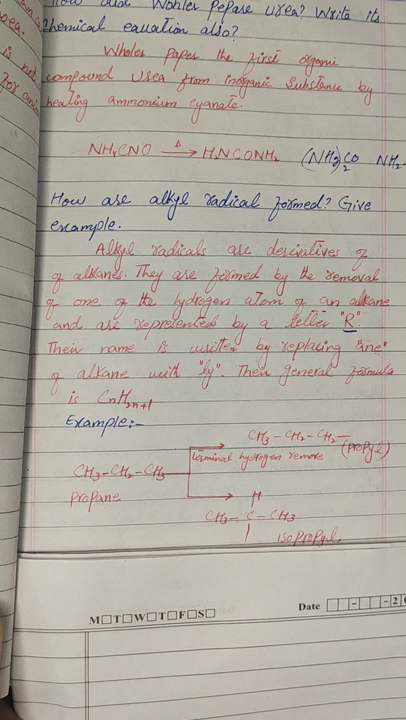 How did Wohler pepare urea? Write its
Chemical equation also?
Wholer papes the first organic
compound Urea from inorganic substance by
heating ammonium cyanate.
NH4CNO —Δ→ H2NCONH2 (NH2)2CO NH2-
How are alkyl radical formed? Give
example.
Alkyl radicals are derivatives of
of alkanes. They are formed by the removal
of one of the hydrogen atom of an alkane
and are represented by a letter "R"
Their name is written by replacing "ane"
of alkane with "yl". Their general formula
is CnH2n+1
Example:-
CH3-CH2-CH2- (propyl)
terminal hydrogen remove
CH3-CH2-CH3
Propane
H
CH3-C-CH3
isopropyl
Date
M T W T F S